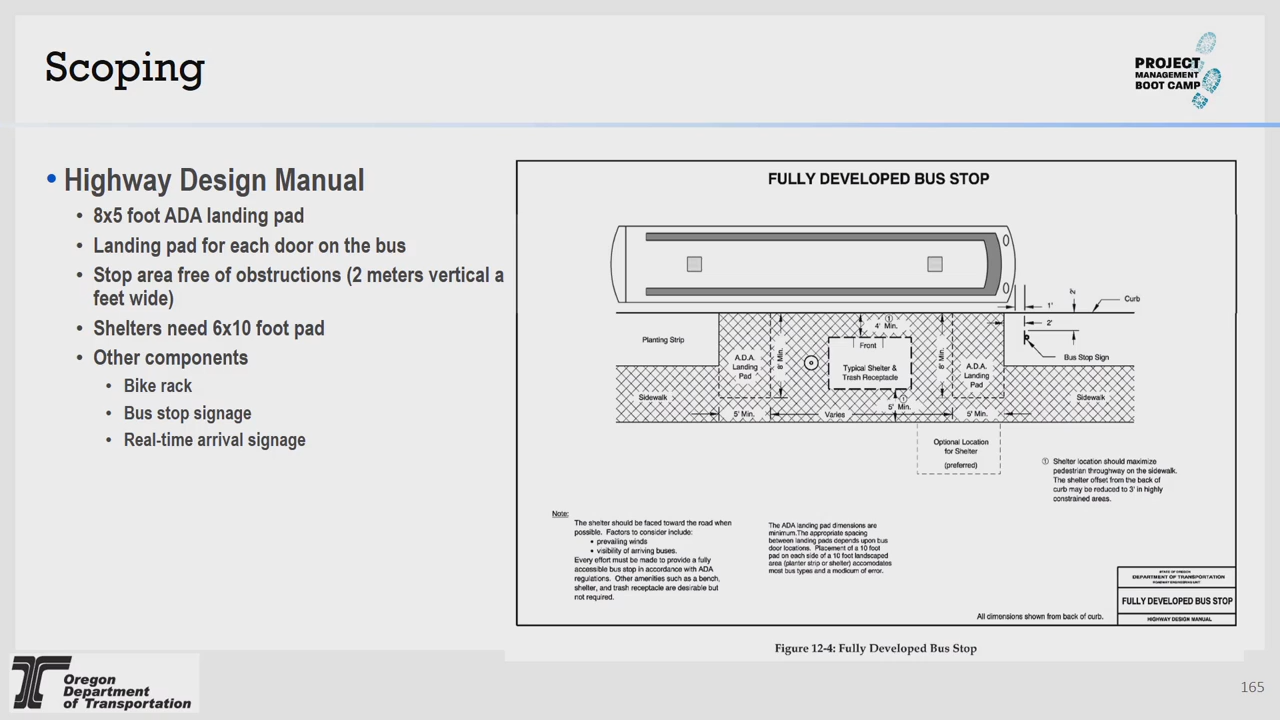 Scoping
PROJECT
MANAGEMENT
BOOT CAMP
• Highway Design Manual
• 8x5 foot ADA landing pad
• Landing pad for each door on the bus
• Stop area free of obstructions (2 meters vertical a
feet wide)
• Shelters need 6x10 foot pad
• Other components
• Bike rack
• Bus stop signage
• Real-time arrival signage
FULLY DEVELOPED BUS STOP
2'
1'
Curb
2'
Bus Stop Sign
Planting Strip
Sidewalk
A.D.A.
Landing
Pad
8' Min.
① 
4' Min.
Front
Typical Shelter &
Trash Receptacle
①
5' Min.
8' Min.
A.D.A.
Landing
Pad
Sidewalk
5' Min.
Varies
5' Min.
Optional Location
for Shelter
(preferred)
① Shelter location should maximize
pedestrian throughway on the sidewalk.
The shelter offset from the back of
curb may be reduced to 3' in highly
constrained areas.
Note:
The shelter should be faced toward the road when
possible. Factors to consider include:
• prevailing winds
• visibility of arriving buses.
Every effort must be made to provide a fully
accessible bus stop in accordance with ADA
regulations. Other amenities such as a bench,
shelter, and trash receptacle are desirable but
not required.
The ADA landing pad dimensions are
minimum.The appropriate spacing
between landing pads depends upon bus
door locations. Placement of a 10 foot
pad on each side of a 10 foot landscaped
area (planter strip or shelter) accomodates
most bus types and a modicum of error.
All dimensions shown from back of curb.
STATE OF OREGON
DEPARTMENT OF TRANSPORTATION
ROADWAY ENGINEERING UNIT
FULLY DEVELOPED BUS STOP
HIGHWAY DESIGN MANUAL
Figure 12-4: Fully Developed Bus Stop
Oregon
Department
of Transportation
165